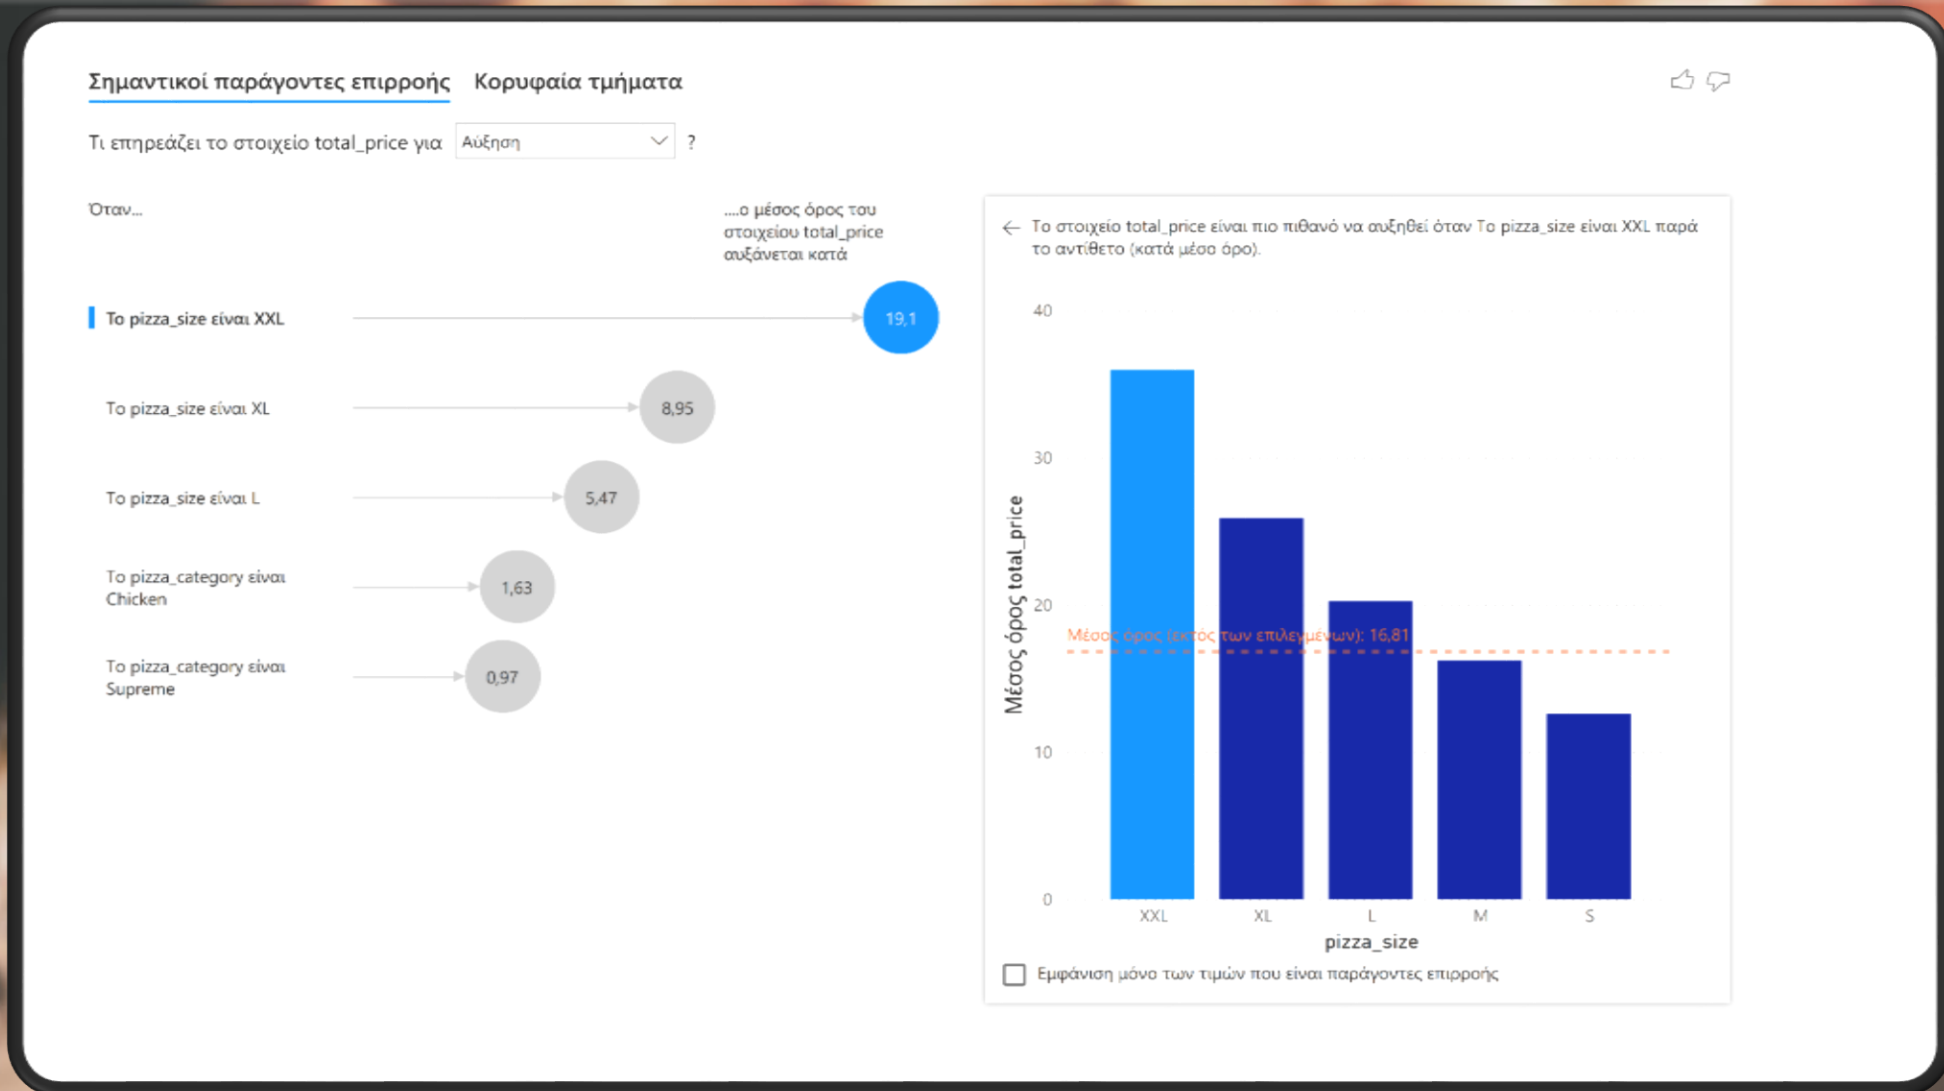 Σημαντικοί παράγοντες επιρροής Κορυφαία τμήματα
Τι επηρεάζει το στοιχείο total_price για Αύξηση ?
Όταν...
....ο μέσος όρος του
στοιχείου total_price
αυξάνεται κατά
Το pizza_size είναι XXL 19,1
Το pizza_size είναι XL 8,95
Το pizza_size είναι L 5,47
Το pizza_category είναι
Chicken
1,63
Το pizza_category είναι
Supreme
0,97
Το στοιχείο total_price είναι πιο πιθανό να αυξηθεί όταν Το pizza_size είναι XXL παρά
το αντίθετο (κατά μέσο όρο).
Μέσος όρος total_price
40
30
20
10
0
Μέσος όρος (εκτός των επιλεγμένων): 16,81
XXL XL L M S
pizza_size
Εμφάνιση μόνο των τιμών που είναι παράγοντες επιρροής